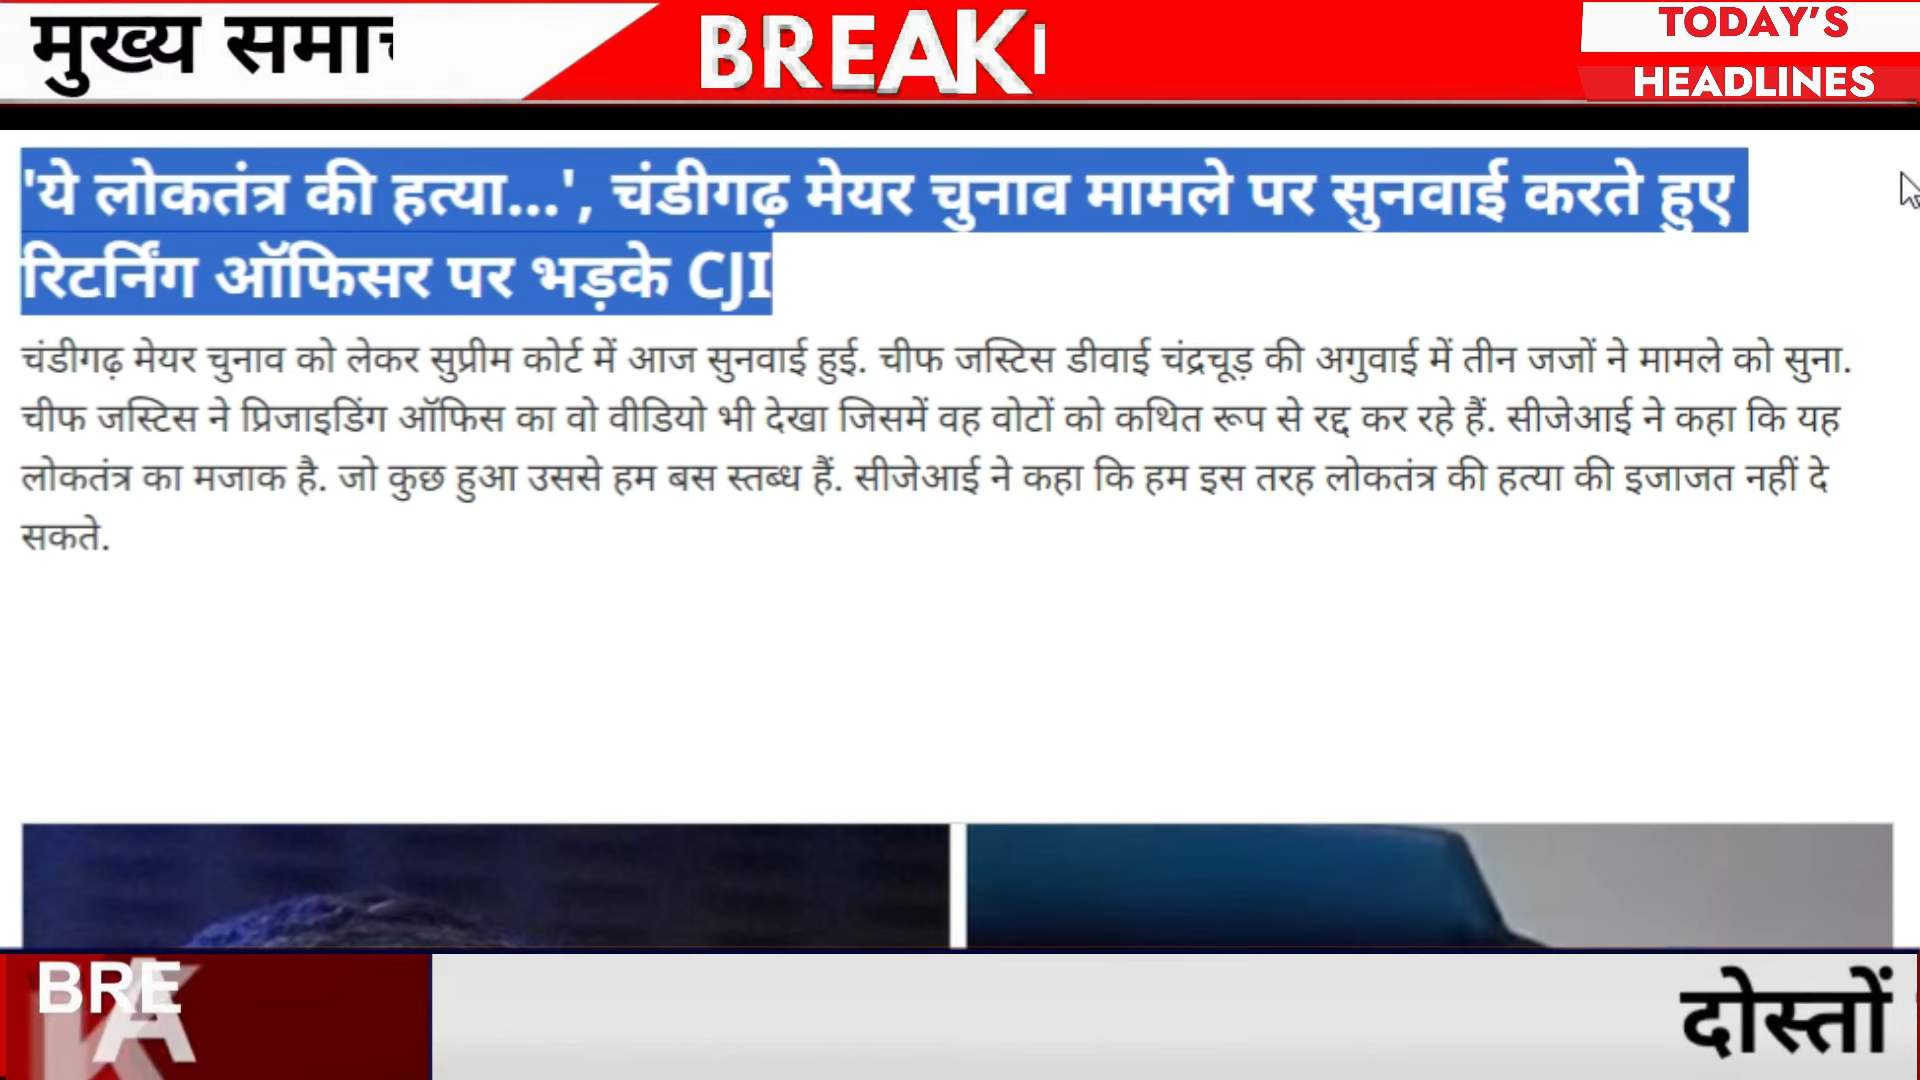 मुख्य
BREAK
TODAY'S
HEADLINES
'ये लोकतंत्र की हत्या...', चंडीगढ़ मेयर चुनाव मामले पर सुनवाई करते हुए
रिटर्निंग ऑफिसर पर भड़के CJI
चंडीगढ़ मेयर चुनाव को लेकर सुप्रीम कोर्ट में आज सुनवाई हुई. चीफ जस्टिस डीवाई चंद्रचूड़ की अगुवाई में तीन जजों ने मामले को सुना.
चीफ जस्टिस ने प्रिजाइडिंग ऑफिस का वो वीडियो भी देखा जिसमें वह वोटों को कथित रूप से रद्द कर रहे हैं. सीजेआई ने कहा कि यह
लोकतंत्र का मजाक है. जो कुछ हुआ उससे हम बस स्तब्ध हैं. सीजेआई ने कहा कि हम इस तरह लोकतंत्र की हत्या की इजाजत नहीं दे
सकते.
BRE
दोस्तों